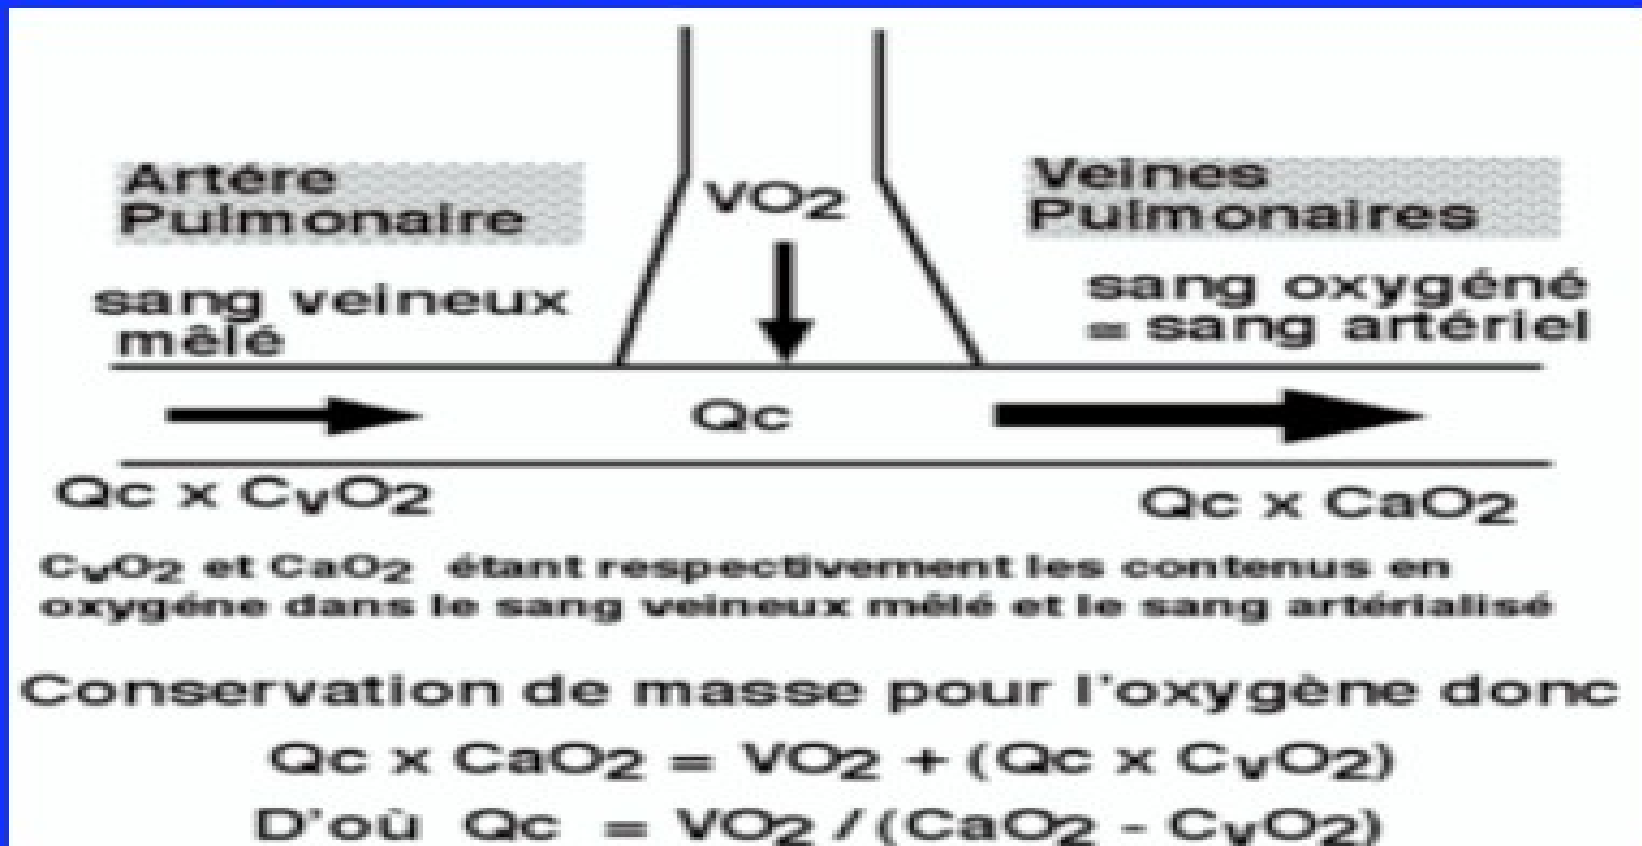 Artére
Pulmonaire
sang veineux
mêlé
VO2
Veines
Pulmonaires
sang oxygéné
= sang artériel
Qc
Qc x CvO2
Qc x CaO2
CvO2 et CaO2 étant respectivement les contenus en
oxygéne dans le sang veineux mêlé et le sang artérialisé
Conservation de masse pour l'oxygène donc
Qc x CaO2 = VO2 + (Qc x CvO2)
D'où Qc = VO2 / (CaO2 - CvO2)